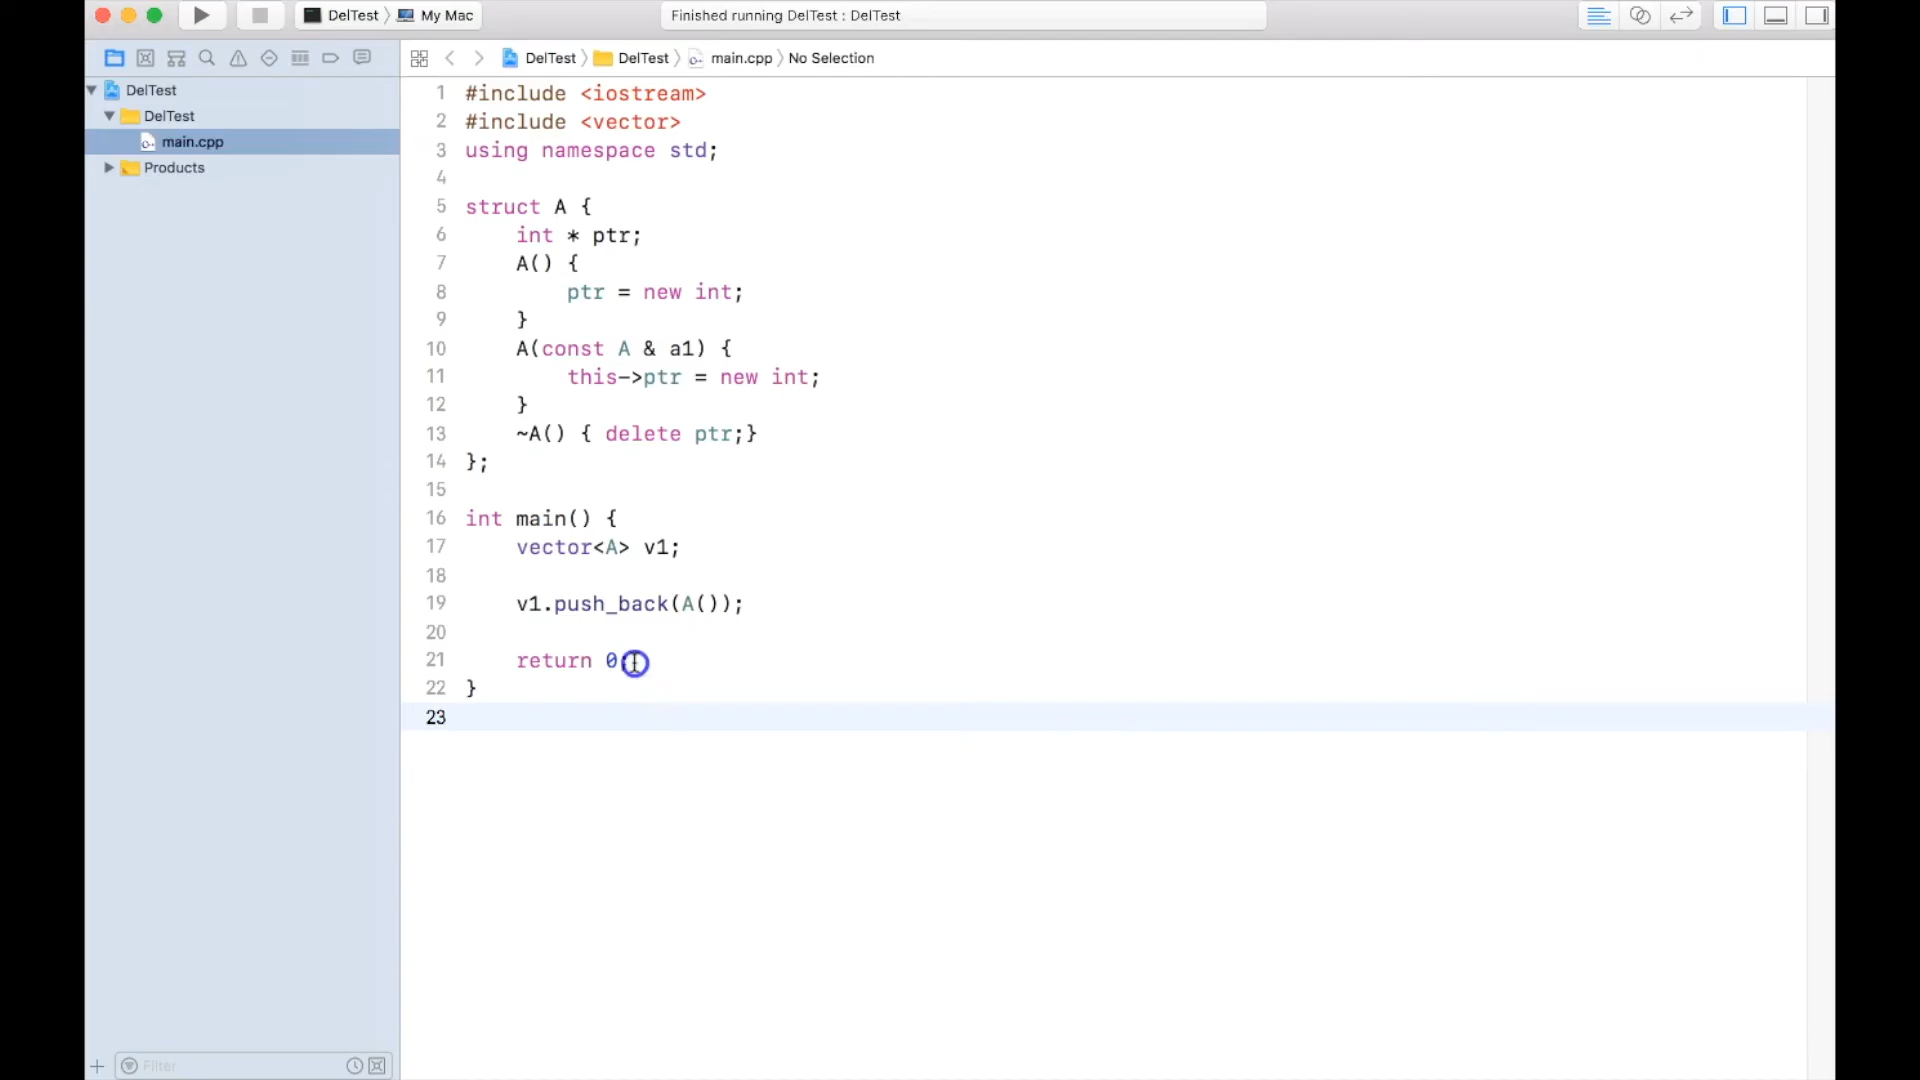 DelTest
My Mac
Finished running DelTest : DelTest
DelTest
DelTest
main.cpp
No Selection
DelTest
DelTest
main.cpp
Products
1 #include <iostream>
2 #include <vector>
3 using namespace std;
4
5 struct A {
6 int * ptr;
7 A() {
8 ptr = new int;
9 }
10 A(const A & a1) {
11 this->ptr = new int;
12 }
13 ~A() { delete ptr;}
14 };
15
16 int main() {
17 vector<A> v1;
18
19 v1.push_back(A());
20
21 return 0;
22 }
23
Filter